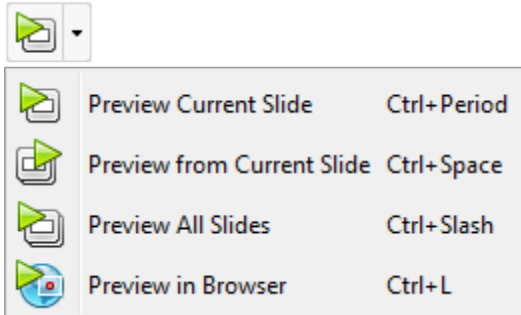 Preview Current Slide Ctrl+Period
Preview from Current Slide Ctrl+Space
Preview All Slides Ctrl+Slash
Preview in Browser Ctrl+L